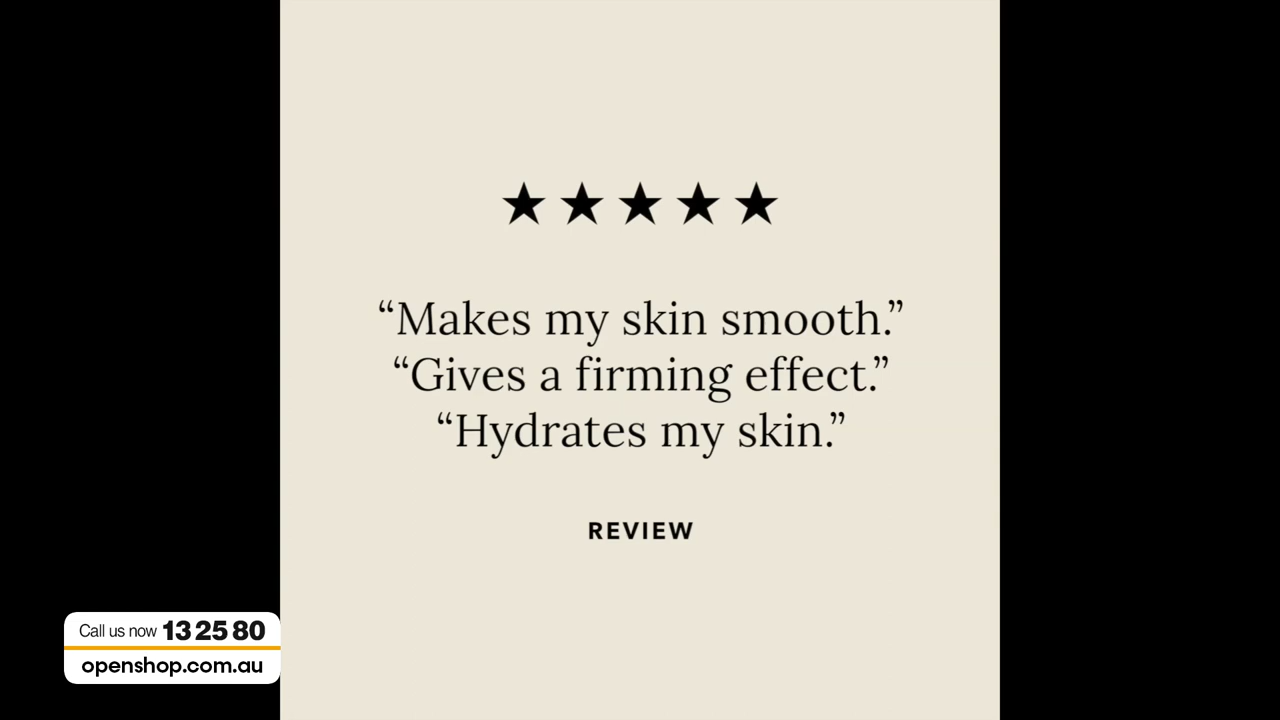 ★★★★★
“Makes my skin smooth.”
“Gives a firming effect.”
“Hydrates my skin.”
REVIEW
Call us now 13 25 80
openshop.com.au